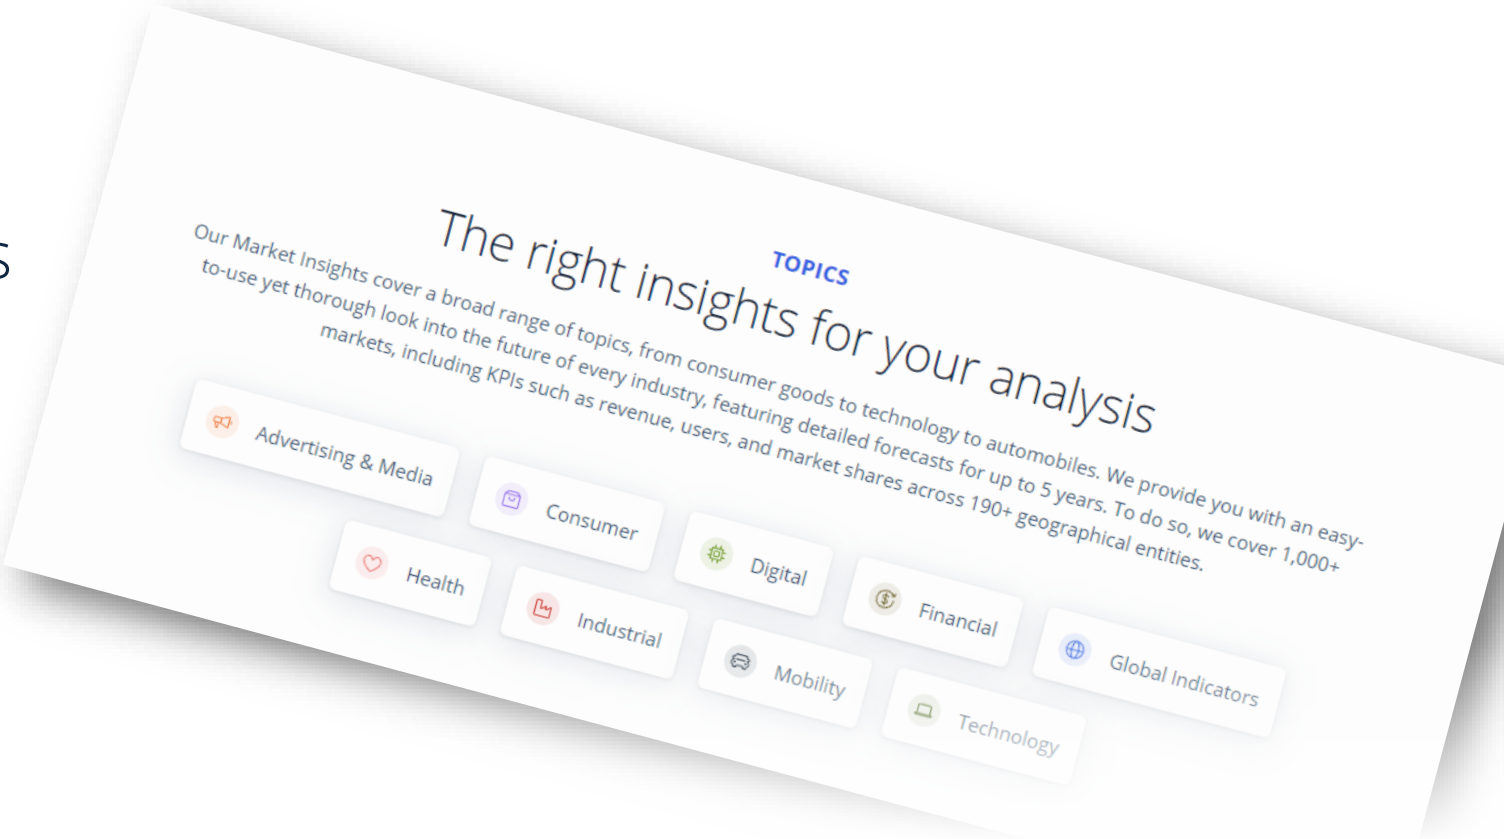 TOPICS
The right insights for your analysis
Our Market Insights cover a broad range of topics, from consumer goods to technology to automobiles. We provide you with an easy-
to-use yet thorough look into the future of every industry, featuring detailed forecasts for up to 5 years. To do so, we cover 1,000+
markets, including KPIs such as revenue, users, and market shares across 190+ geographical entities.
Advertising & Media
Consumer
Digital
Financial
Global Indicators
Health
Industrial
Mobility
Technology
s